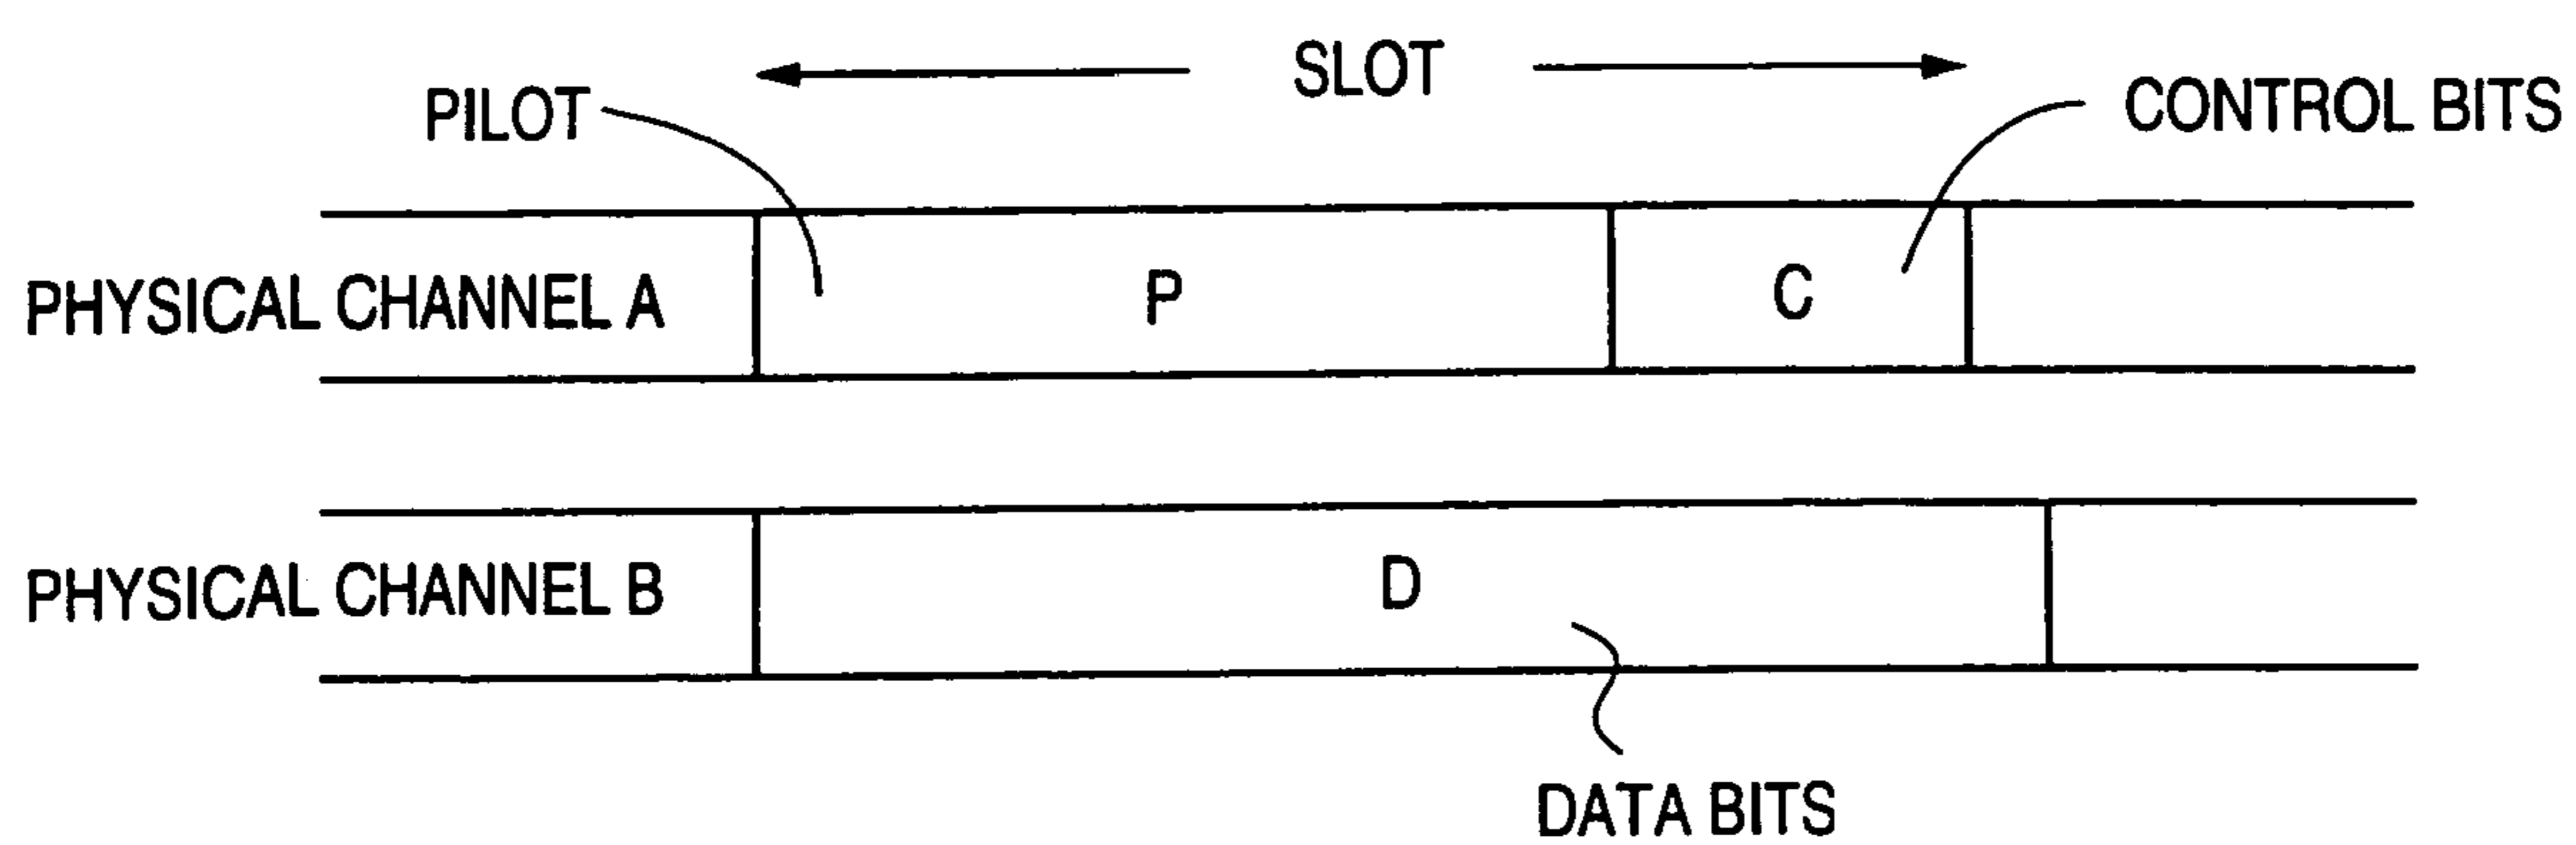 SLOT
PILOT
CONTROL BITS
PHYSICAL CHANNEL A
P
C
PHYSICAL CHANNEL B
D
DATA BITS